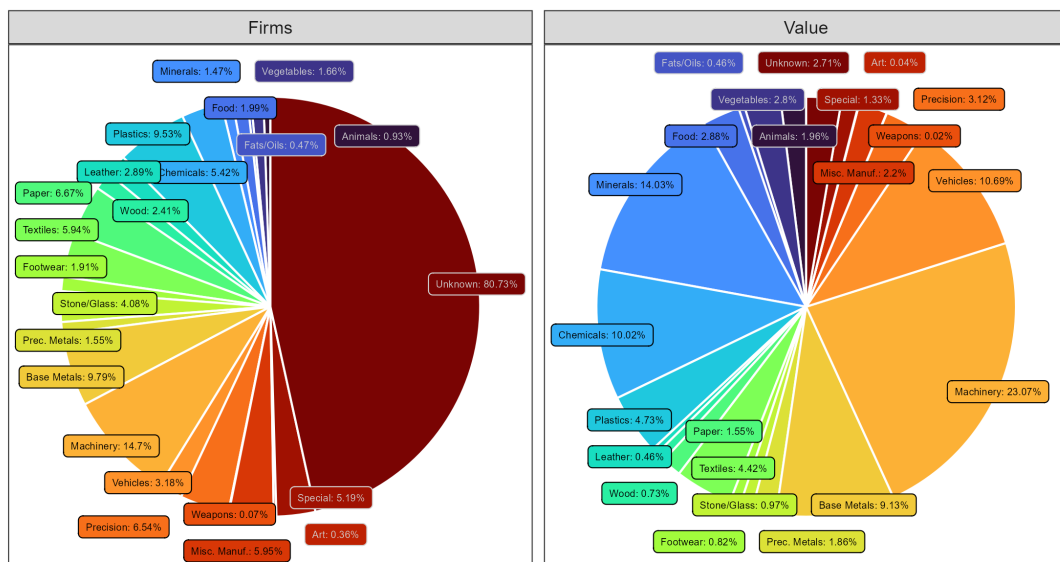 Firms
Minerals: 1.47%
Vegetables: 1.66%
Food: 1.99%
Plastics: 9.53%
Animals: 0.93%
Fats/Oils: 0.47%
Leather: 2.89%
Chemicals: 5.42%
Paper: 6.67%
Wood: 2.41%
Textiles: 5.94%
Footwear: 1.91%
Unknown: 80.73%
Stone/Glass: 4.08%
Prec. Metals: 1.55%
Base Metals: 9.79%
Machinery: 14.7%
Vehicles: 3.18%
Special: 5.19%
Weapons: 0.07%
Precision: 6.54%
Art: 0.36%
Misc. Manuf.: 5.95%
Value
Fats/Oils: 0.46%
Unknown: 2.71%
Art: 0.04%
Vegetables: 2.8%
Special: 1.33%
Precision: 3.12%
Food: 2.88%
Animals: 1.96%
Weapons: 0.02%
Minerals: 14.03%
Misc. Manuf.: 2.2%
Vehicles: 10.69%
Chemicals: 10.02%
Machinery: 23.07%
Plastics: 4.73%
Paper: 1.55%
Leather: 0.46%
Textiles: 4.42%
Wood: 0.73%
Stone/Glass: 0.97%
Base Metals: 9.13%
Footwear: 0.82%
Prec. Metals: 1.86%